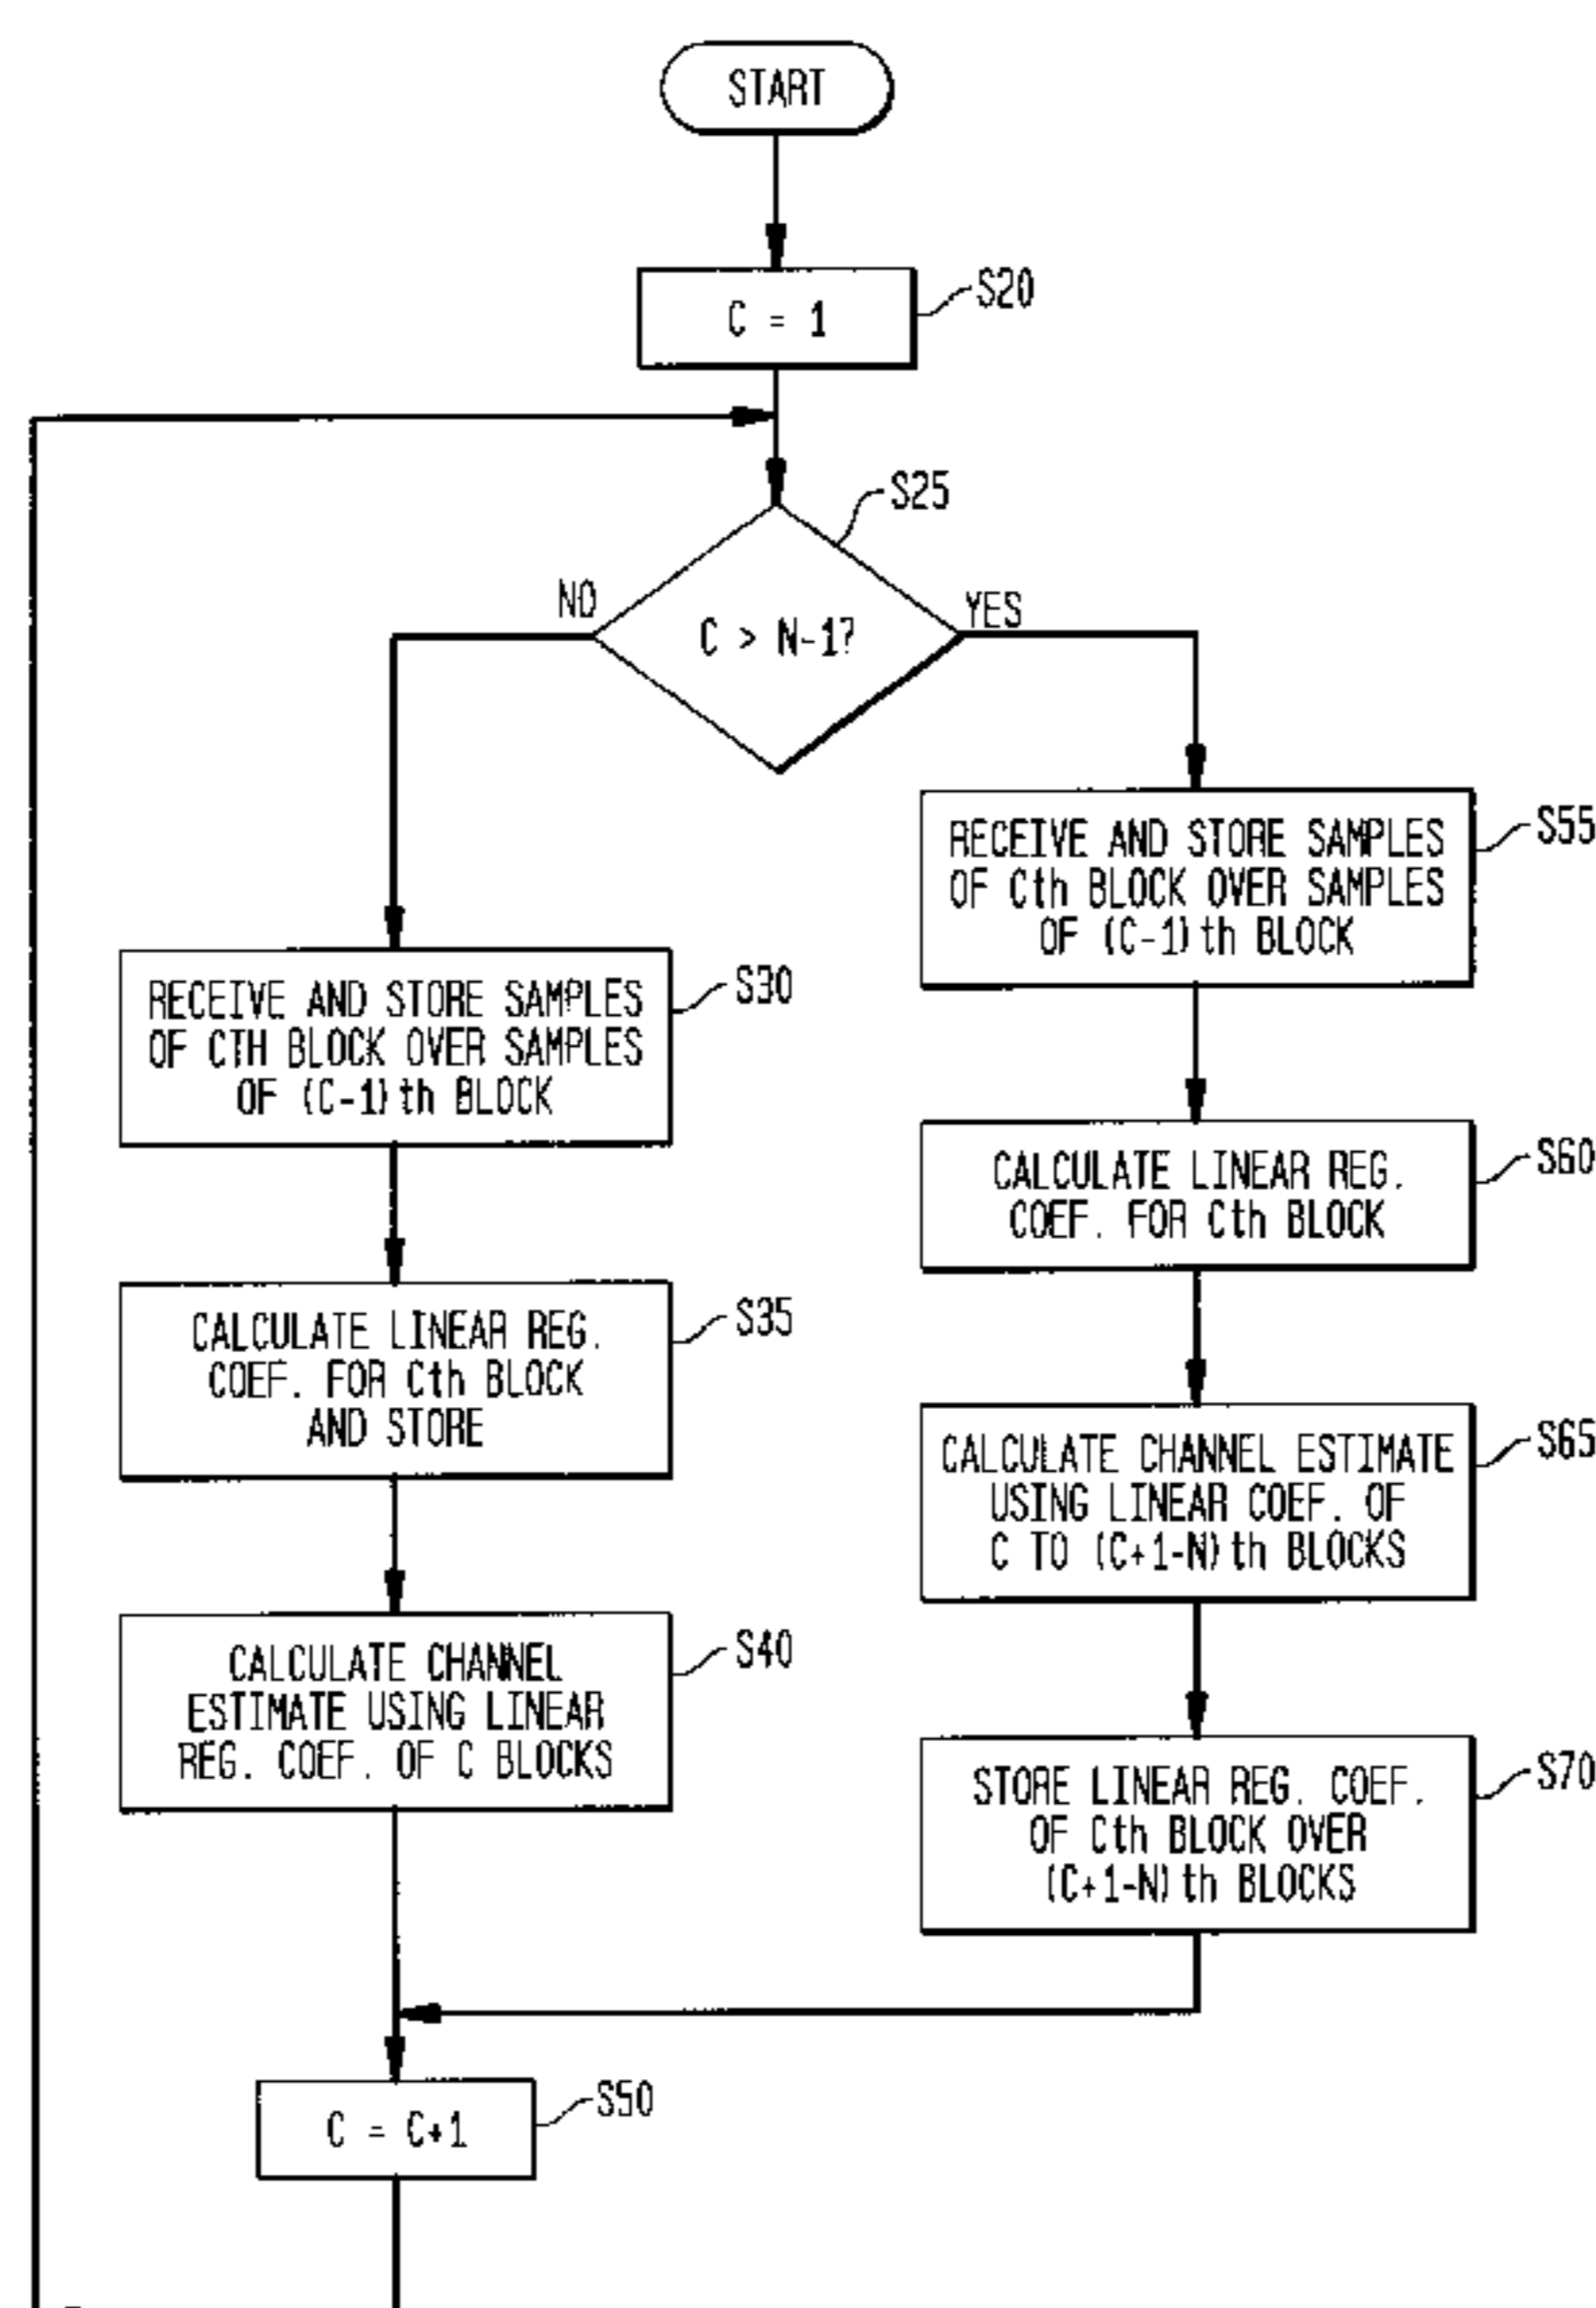 START
C = 1
S20
S25
NO
C > N-1?
YES
RECEIVE AND STORE SAMPLES
OF Cth BLOCK OVER SAMPLES
OF (C-1)th BLOCK
S55
RECEIVE AND STORE SAMPLES
OF CTH BLOCK OVER SAMPLES
OF (C-1)th BLOCK
S30
CALCULATE LINEAR REG.
COEF. FOR Cth BLOCK
S60
CALCULATE LINEAR REG.
COEF. FOR Cth BLOCK
AND STORE
S35
CALCULATE CHANNEL ESTIMATE
USING LINEAR COEF. OF
C TO (C+1-N)th BLOCKS
S65
CALCULATE CHANNEL
ESTIMATE USING LINEAR
REG. COEF. OF C BLOCKS
S40
STORE LINEAR REG. COEF.
OF Cth BLOCK OVER
(C+1-N)th BLOCKS
S70
C = C+1
S50